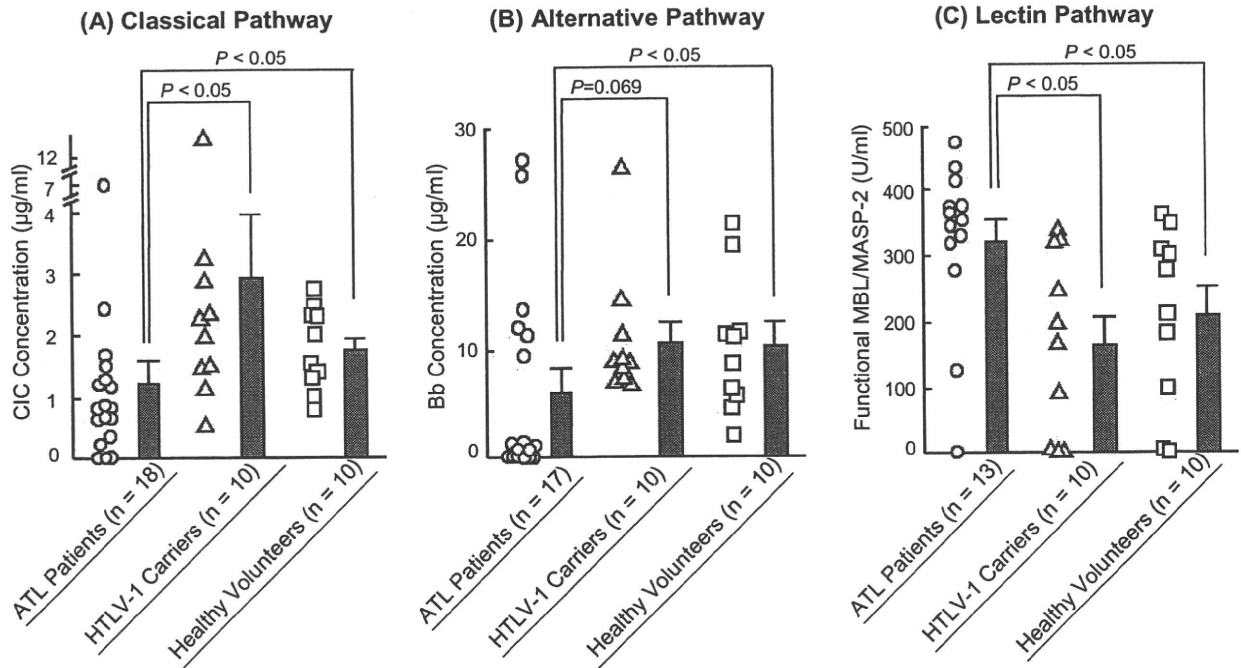 (A) Classical Pathway
P < 0.05
P < 0.05
CIC Concentration (µg/ml)
12
7
4
3
2
1
0
ATL Patients (n = 18)
HTLV-1 Carriers (n = 10)
Healthy Volunteers (n = 10)
(B) Alternative Pathway
P < 0.05
P=0.069
Bb Concentration (µg/ml)
30
20
10
0
ATL Patients (n = 17)
HTLV-1 Carriers (n = 10)
Healthy Volunteers (n = 10)
(C) Lectin Pathway
P < 0.05
P < 0.05
Functional MBL/MASP-2 (U/ml)
500
400
300
200
100
0
ATL Patients (n = 13)
HTLV-1 Carriers (n = 10)
Healthy Volunteers (n = 10)